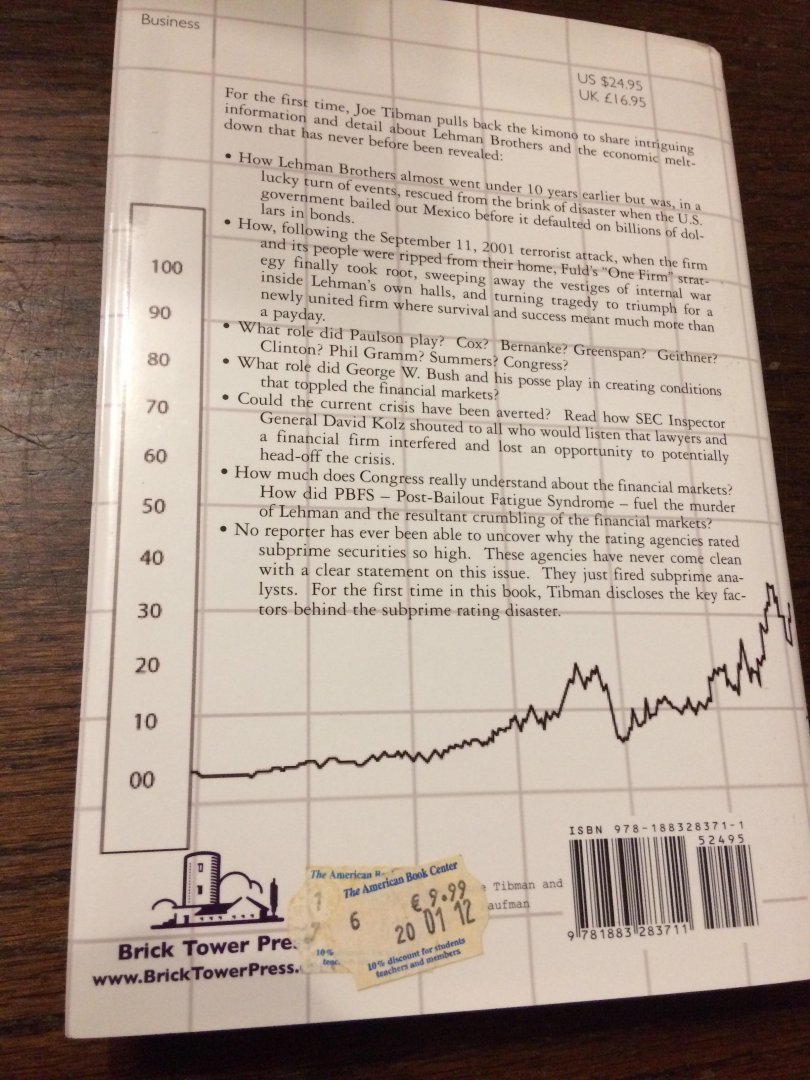 Business
US $24.95
UK £16.95
For the first time, Joe Tibman pulls back the kimono to share intriguing
information and detail about Lehman Brothers and the economic melt-
down that has never before been revealed:
• How Lehman Brothers almost went under 10 years earlier but was, in a
lucky turn of events, rescued from the brink of disaster when the U.S.
government bailed out Mexico before it defaulted on billions of dol-
lars in bonds.
• How, following the September 11, 2001 terrorist attack, when the firm
and its people were ripped from their home, Fuld's "One Firm" strat-
egy finally took root, sweeping away the vestiges of internal war
inside Lehman's own halls, and turning tragedy to triumph for a
newly united firm where survival and success meant much more than
a payday.
• What role did Paulson play? Cox? Bernanke? Greenspan? Geithner?
Clinton? Phil Gramm? Summers? Congress?
• What role did George W. Bush and his posse play in creating conditions
that toppled the financial markets?
• Could the current crisis have been averted? Read how SEC Inspector
General David Kolz shouted to all who would listen that lawyers and
a financial firm interfered and lost an opportunity to potentially
head-off the crisis.
• How much does Congress really understand about the financial markets?
How did PBFS – Post-Bailout Fatigue Syndrome – fuel the murder
of Lehman and the resultant crumbling of the financial markets?
• No reporter has ever been able to uncover why the rating agencies rated
subprime securities so high. These agencies have never come clean
with a clear statement on this issue. They just fired subprime ana-
lysts. For the first time in this book, Tibman discloses the key fac-
tors behind the subprime rating disaster.
100
90
80
70
60
50
40
30
20
10
00
ISBN 978-188328371-1
52495
9 781883 283711
Tibman and
aufman
Brick Tower Pres
www.BrickTowerPress.
The American
The American Book Center
1
6
€ 9.99
7
20 01 12
10%
10% discount for students
teachers and members